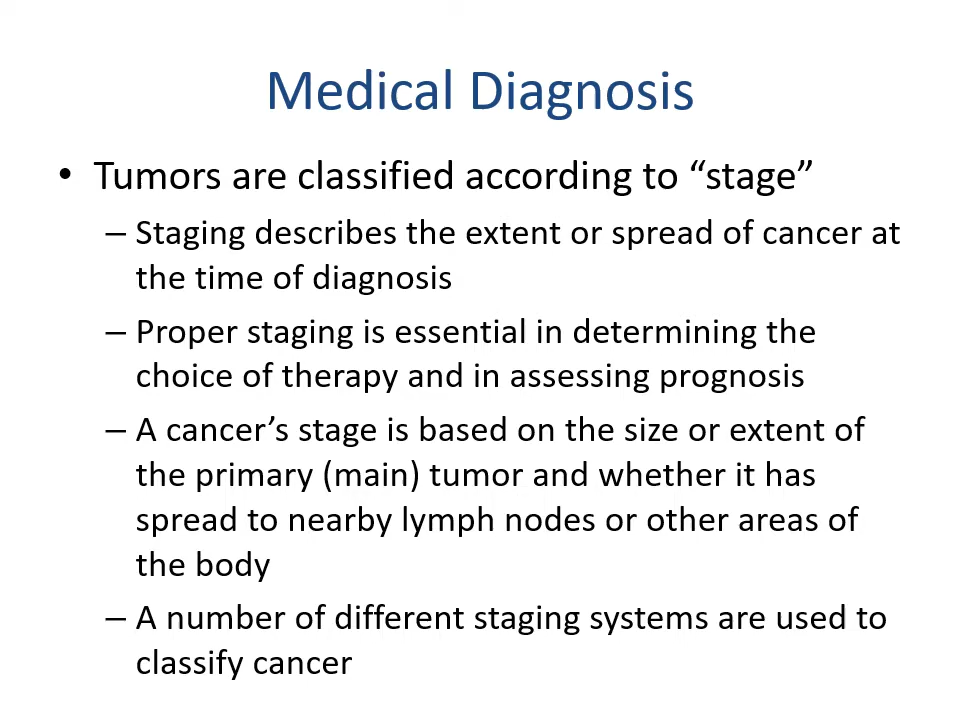 Medical Diagnosis
• Tumors are classified according to “stage”
– Staging describes the extent or spread of cancer at
the time of diagnosis
– Proper staging is essential in determining the
choice of therapy and in assessing prognosis
– A cancer’s stage is based on the size or extent of
the primary (main) tumor and whether it has
spread to nearby lymph nodes or other areas of
the body
– A number of different staging systems are used to
classify cancer